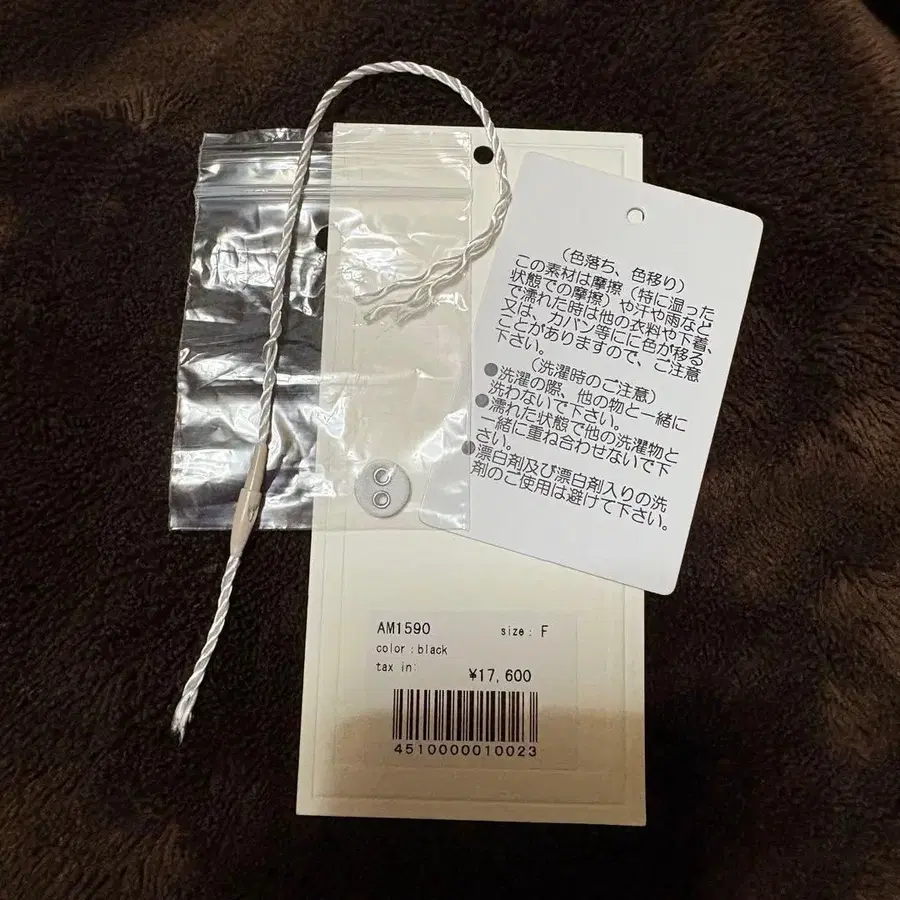 (色落ち、色移り)
この素材は摩擦(特に湿った
状態での摩擦)や汗や雨など
で濡れた時は他の衣料や下着、
又は、カバン等にに色が移る
ことがありますので、ご注意
下さい。
(洗濯時のご注意)
●洗濯の際、他の物と一緒に
洗わないで下さい。
●濡れた状態で他の洗濯物と
一緒に重ね合わせないで下
さい。
●漂白剤及び漂白剤入りの洗
剤のご使用は避けて下さい。
AM1590 size: F
color:black
tax in: ¥17,600
4510000010023